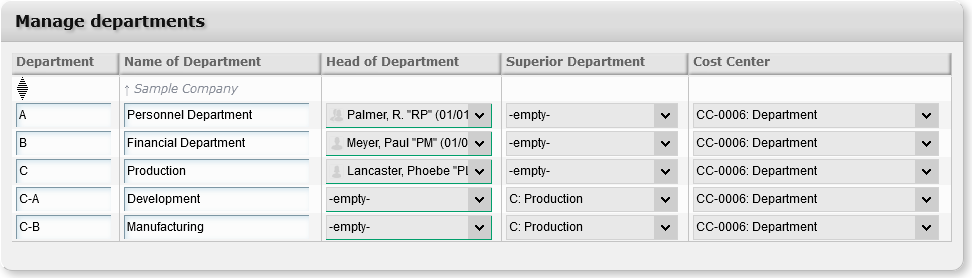 Manage departments
Department Name of Department Head of Department Superior Department Cost Center
↑ Sample Company
A Personnel Department Palmer, R. "RP" (01/01 -empty- CC-0006: Department
B Financial Department Meyer, Paul "PM" (01/0 -empty- CC-0006: Department
C Production Lancaster, Phoebe "PL -empty- CC-0006: Department
C-A Development -empty- C: Production CC-0006: Department
C-B Manufacturing -empty- C: Production CC-0006: Department